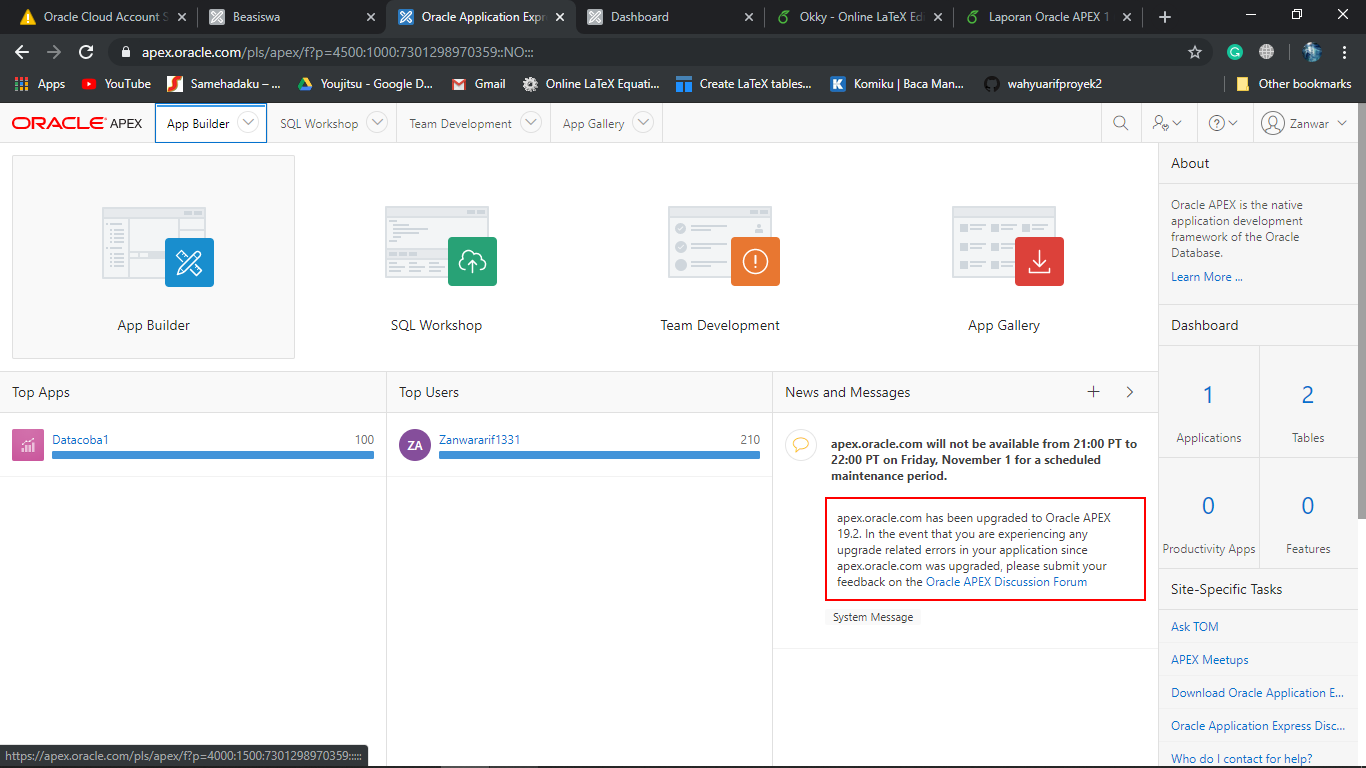 Oracle Cloud Account S
Beasiswa
Oracle Application Expr
Dashboard
Okky - Online LaTeX Ed
Laporan Oracle APEX 1
apex.oracle.com/pls/apex/f?p=4500:1000:7301298970359::NO:::
Apps
YouTube
Samehadaku – ...
Youjitsu - Google D...
Gmail
Online LaTeX Equati...
Create LaTeX tables...
Komiku | Baca Man...
wahyuarifproyek2
Other bookmarks
ORACLE APEX
App Builder
SQL Workshop
Team Development
App Gallery
Zanwar
App Builder
SQL Workshop
Team Development
App Gallery
Top Apps
Datacoba1
100
Top Users
ZA
Zanwararif1331
210
News and Messages
apex.oracle.com will not be available from 21:00 PT to
22:00 PT on Friday, November 1 for a scheduled
maintenance period.
apex.oracle.com has been upgraded to Oracle APEX
19.2. In the event that you are experiencing any
upgrade related errors in your application since
apex.oracle.com was upgraded, please submit your
feedback on the Oracle APEX Discussion Forum
System Message
About
Oracle APEX is the native
application development
framework of the Oracle
Database.
Learn More ...
Dashboard
1
Applications
2
Tables
0
Productivity Apps
0
Features
Site-Specific Tasks
Ask TOM
APEX Meetups
Download Oracle Application E...
Oracle Application Express Disc...
Who do I contact for help?
https://apex.oracle.com/pls/apex/f?p=4000:1500:7301298970359:::::